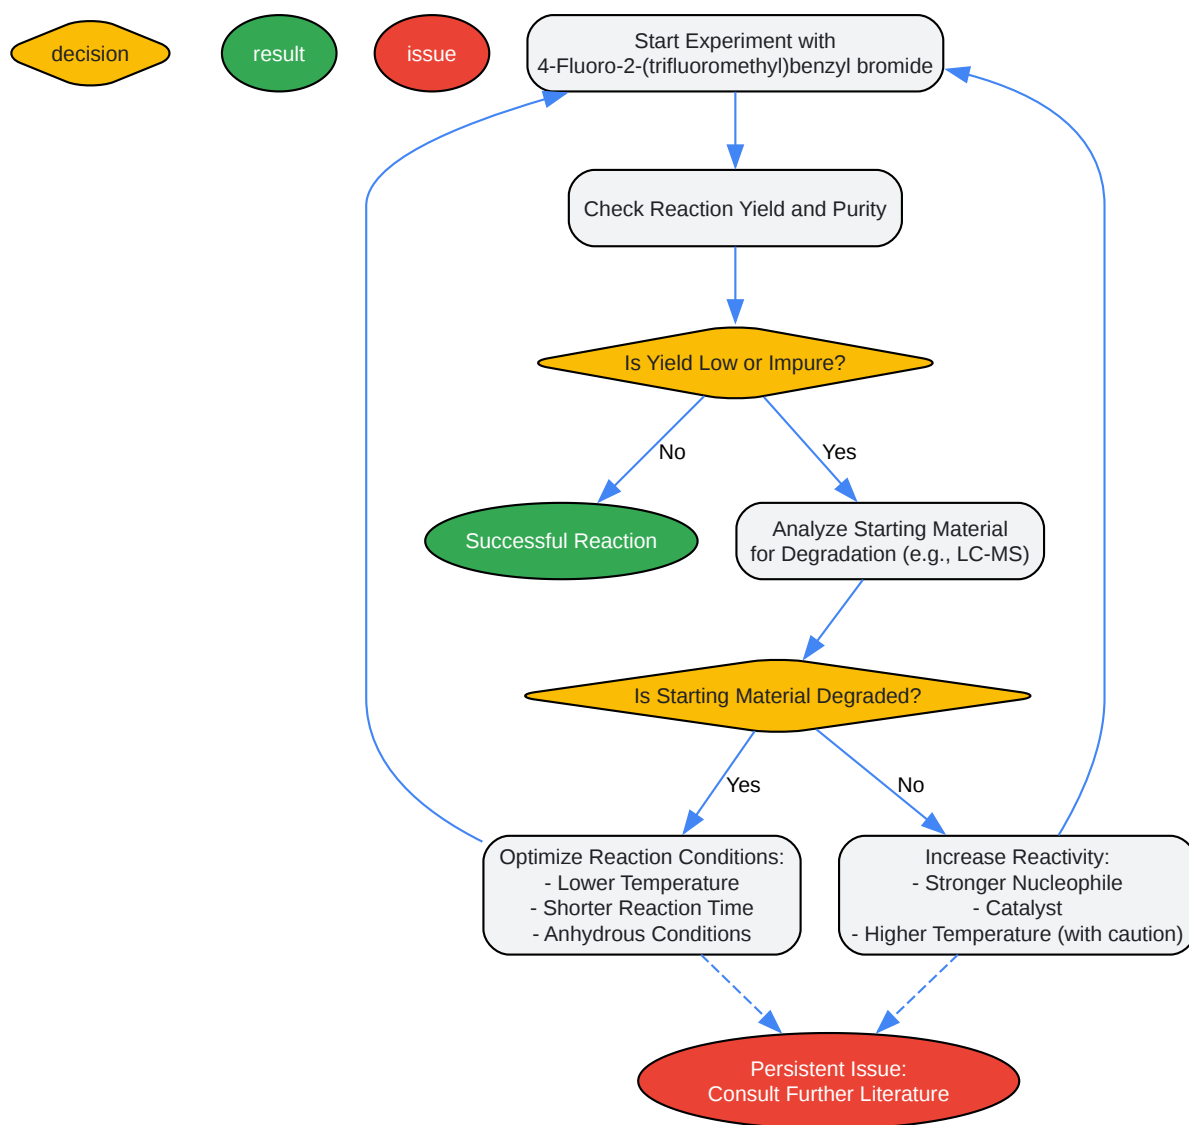 decision
result
issue
Start Experiment with
4-Fluoro-2-(trifluoromethyl)benzyl bromide
Check Reaction Yield and Purity
Is Yield Low or Impure?
No
Yes
Successful Reaction
Analyze Starting Material
for Degradation (e.g., LC-MS)
Is Starting Material Degraded?
Yes
No
Optimize Reaction Conditions:
- Lower Temperature
- Shorter Reaction Time
- Anhydrous Conditions
Increase Reactivity:
- Stronger Nucleophile
- Catalyst
- Higher Temperature (with caution)
Persistent Issue:
Consult Further Literature